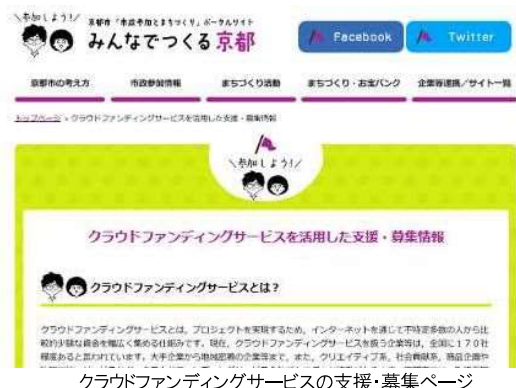 参加しよう!
京都市「市政参加とまちづくり」ポータルサイト
みんなでつくる京都
Facebook
Twitter
京都市の考え方
市政参加情報
まちづくり活動
まちづくり・お宝バンク
企業等連携/サイト一覧
トップページ › クラウドファンディングサービスを活用した支援・募集情報
参加しよう!
クラウドファンディングサービスを活用した支援・募集情報
クラウドファンディングサービスとは?
クラウドファンディングサービスとは、プロジェクトを実現するため、インターネットを通じて不特定多数の人から比
較的少額な資金を幅広く集める仕組みです。現在、クラウドファンディングサービスを扱う企業等は、全国に170社
程度あると言われています。大手企業から地域密着の企業等まで、また、クリエイティブ系、社会貢献系、商品企画や
クラウドファンディングサービスの支援・募集ページ